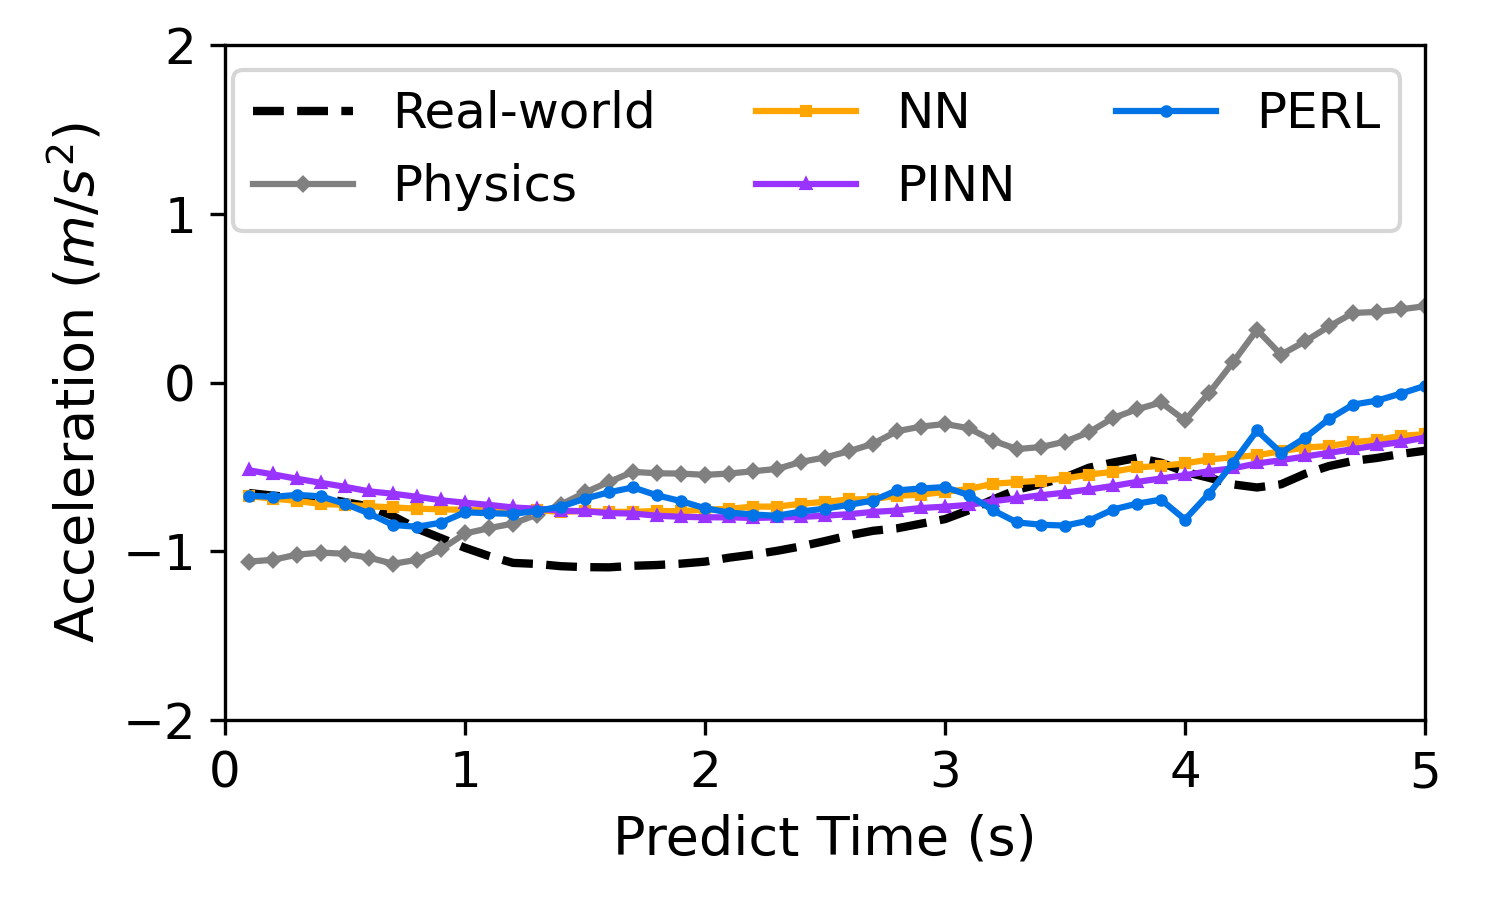 2
1
0
−1
−2
Acceleration (m/s²)
Real-world
Physics
NN
PINN
PERL
0 1 2 3 4 5
Predict Time (s)